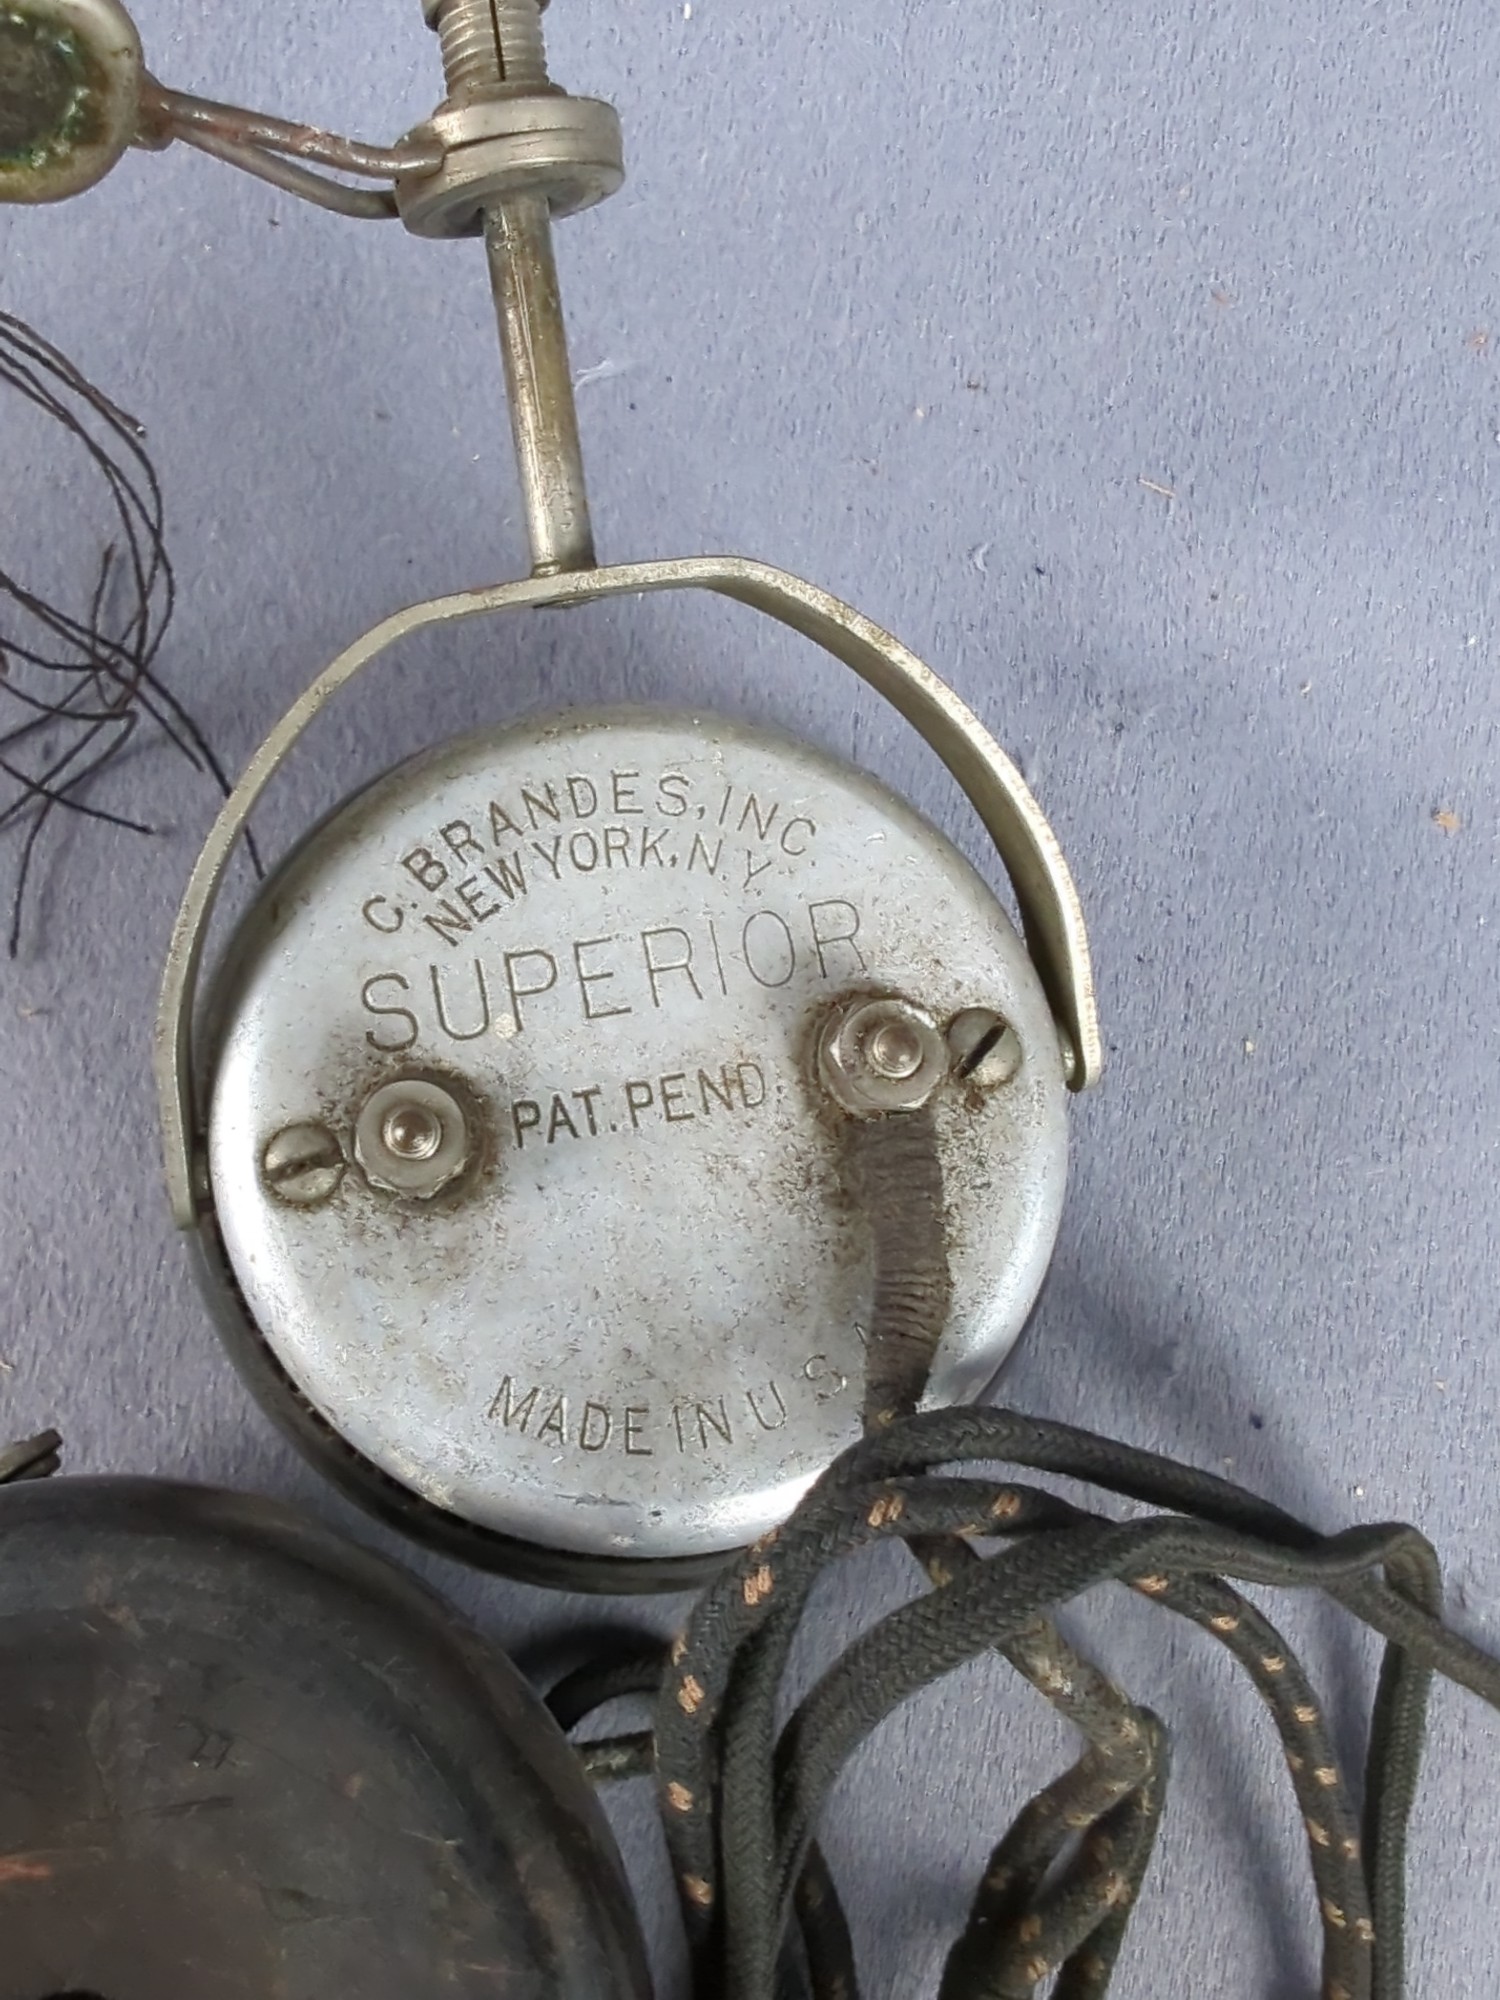 C. BRANDES, INC.
NEW YORK, N.Y.
SUPERIOR
PAT. PEND.
MADE IN U S